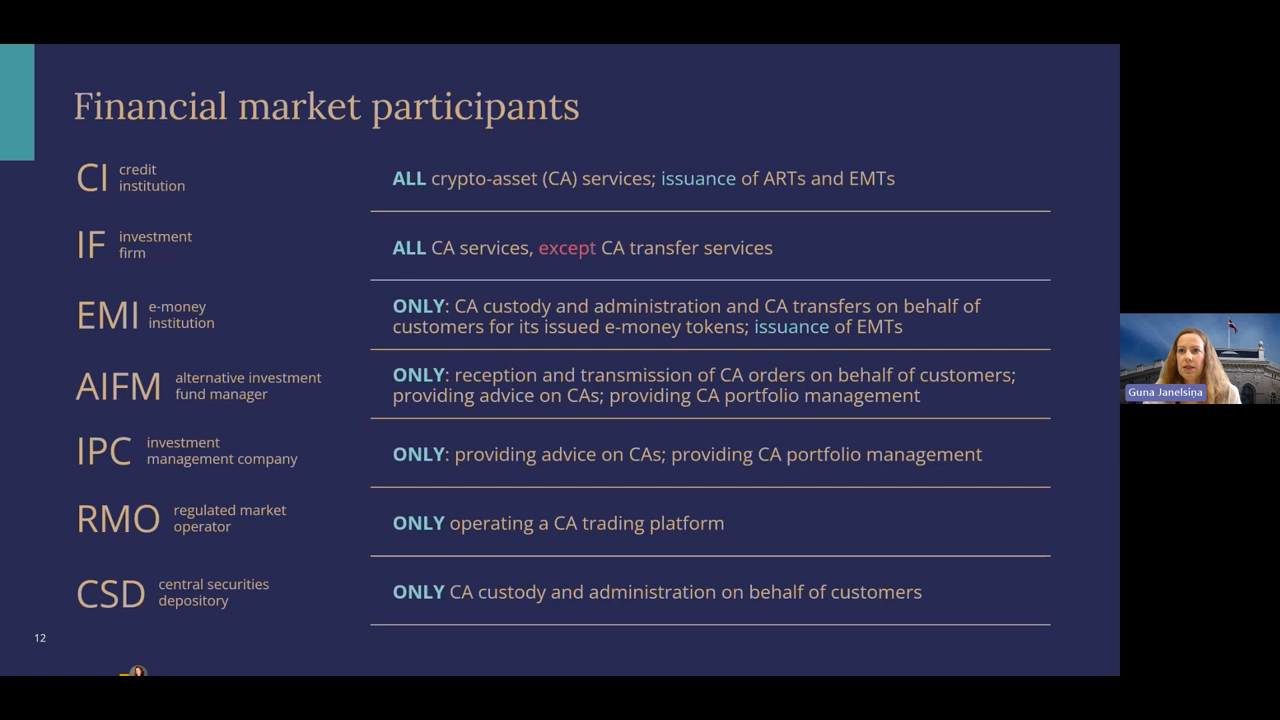 Financial market participants
CI credit
institution
ALL crypto-asset (CA) services; issuance of ARTs and EMTs
IF investment
firm
ALL CA services, except CA transfer services
EMI e-money
institution
ONLY: CA custody and administration and CA transfers on behalf of
customers for its issued e-money tokens; issuance of EMTs
AIFM alternative investment
fund manager
ONLY: reception and transmission of CA orders on behalf of customers;
providing advice on CAs; providing CA portfolio management
IPC investment
management company
ONLY: providing advice on CAs; providing CA portfolio management
RMO regulated market
operator
ONLY operating a CA trading platform
CSD central securities
depository
ONLY CA custody and administration on behalf of customers
12
Guna Janelsiņa